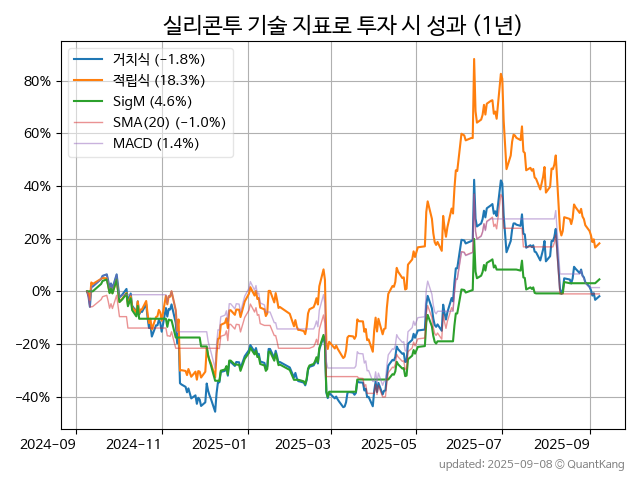 실리콘투 기술 지표로 투자 시 성과 (1년)
거치식 (−1.8%)
적립식 (18.3%)
SigM (4.6%)
SMA(20) (−1.0%)
MACD (1.4%)
80%
60%
40%
20%
0%
−20%
−40%
2024-09 2024-11 2025-01 2025-03 2025-05 2025-07 2025-09
updated: 2025-09-08 © QuantKang